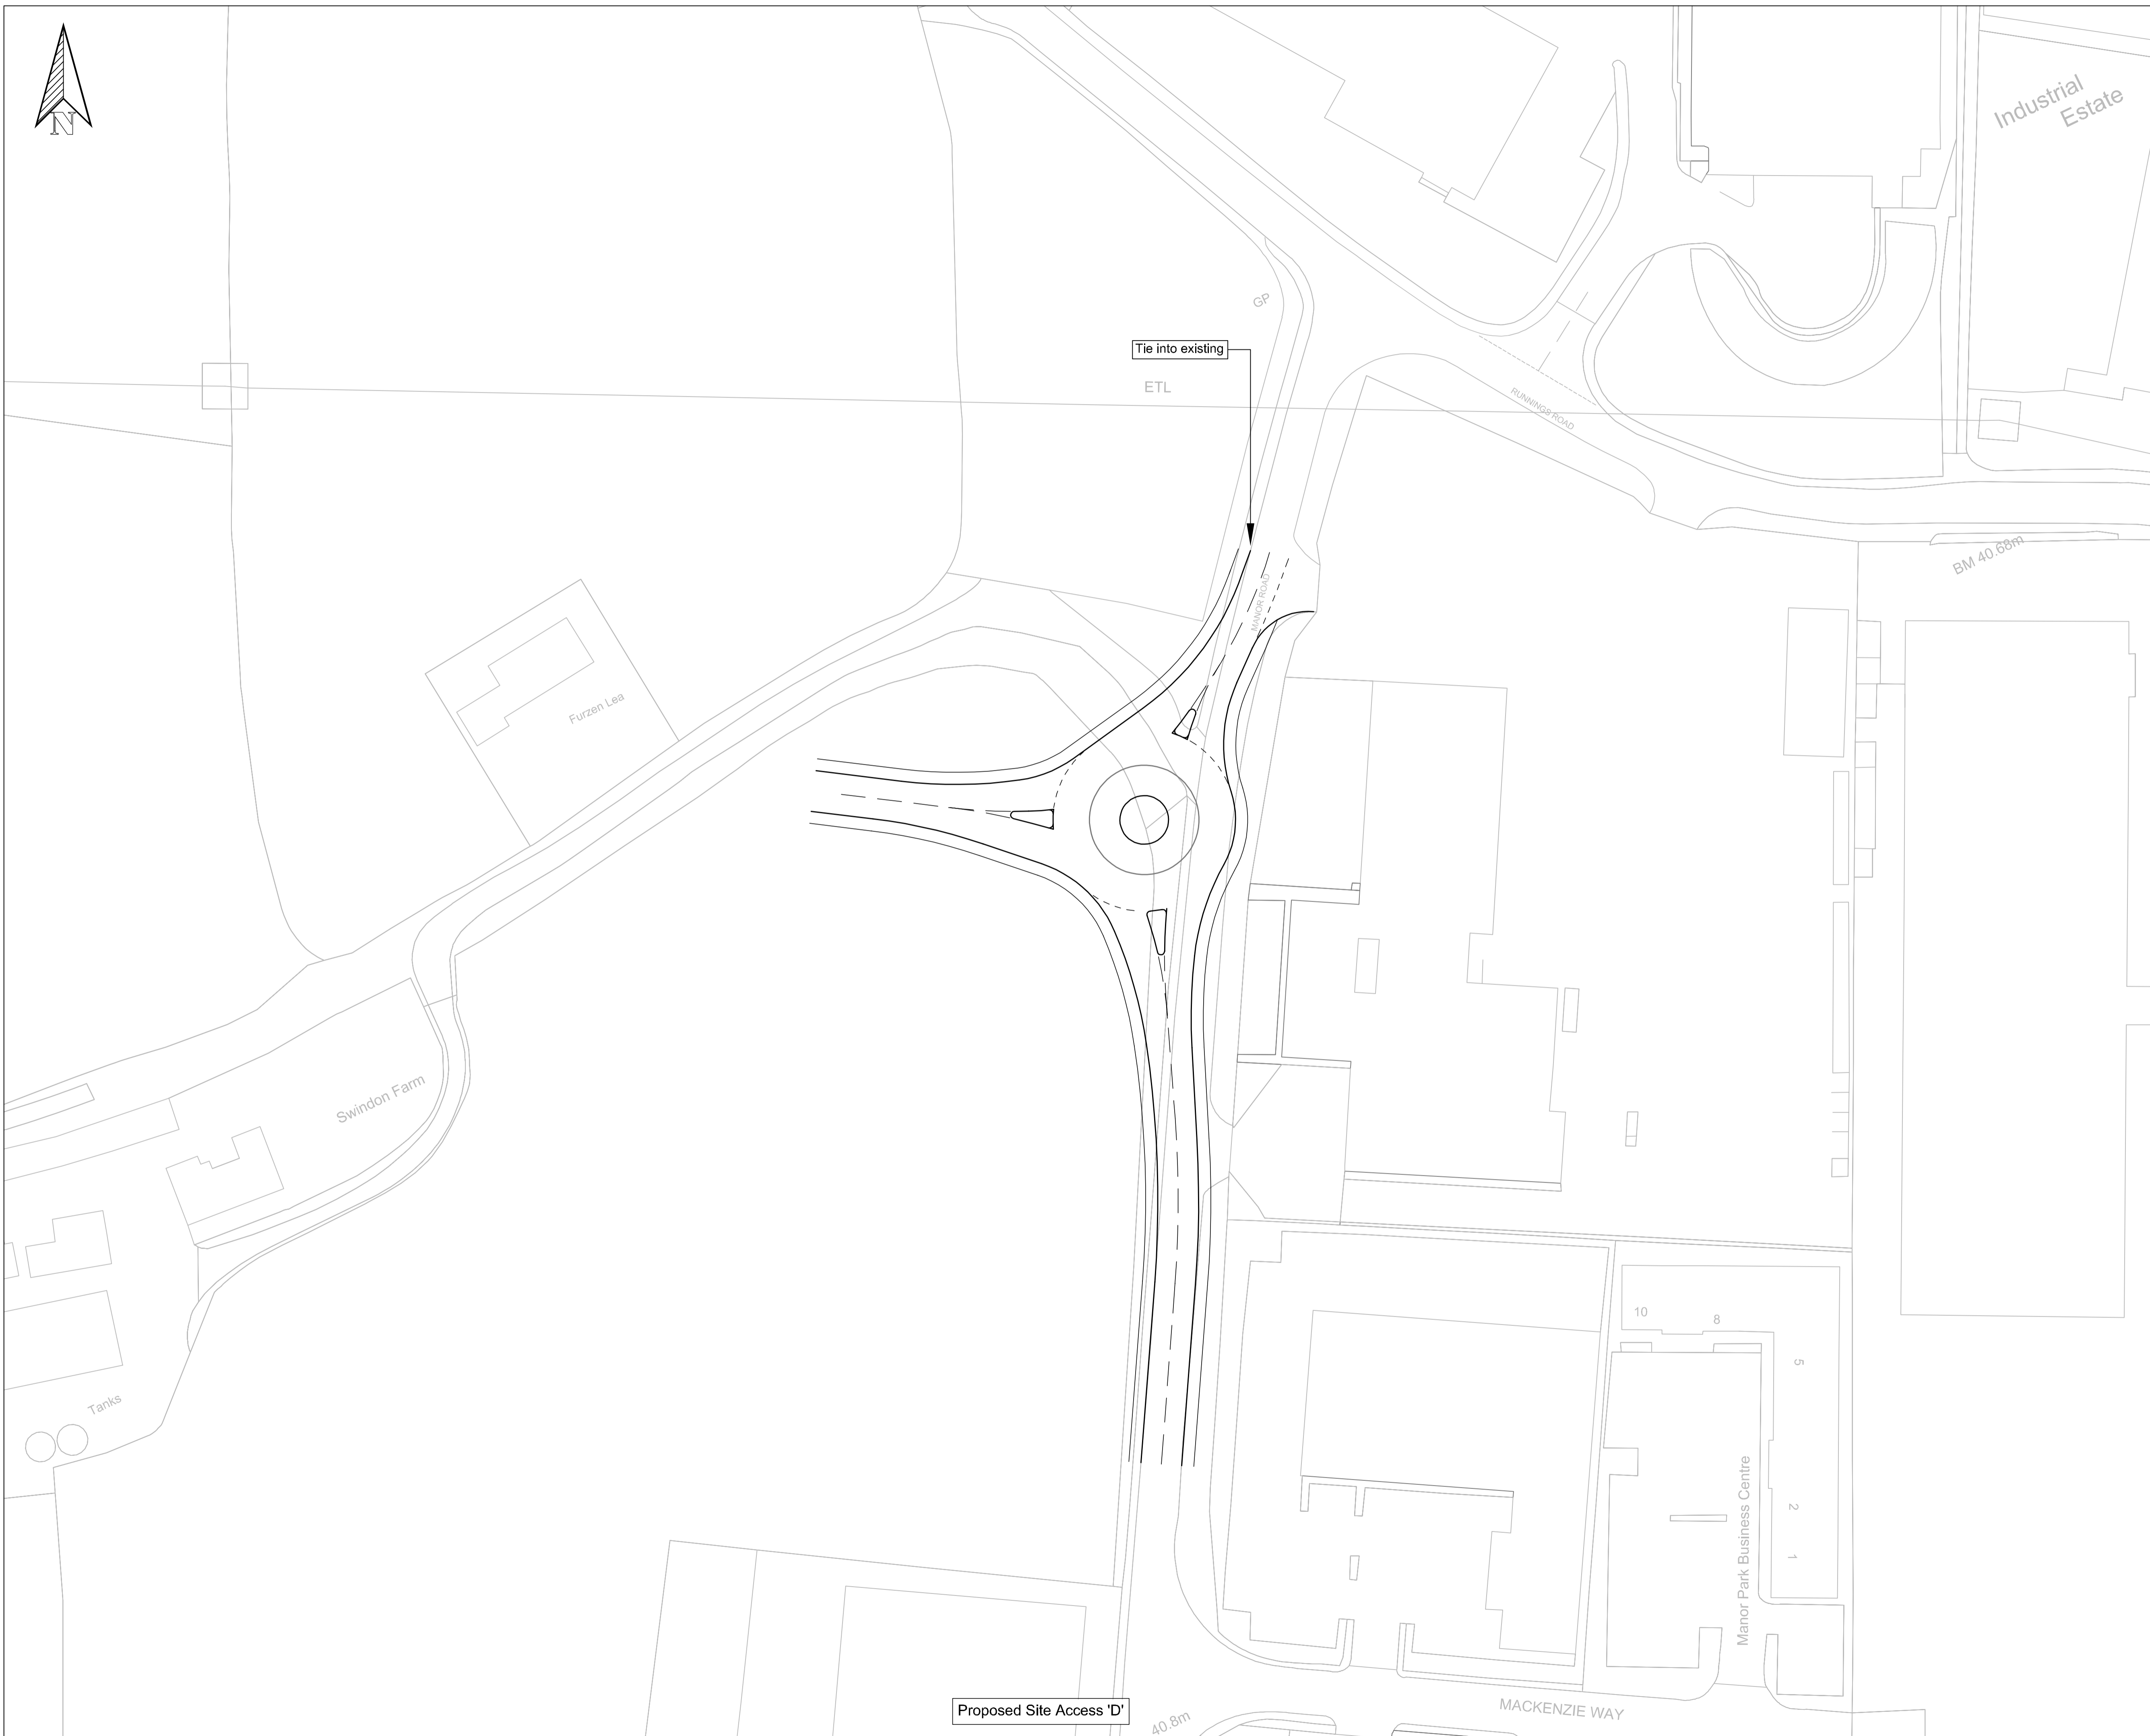 N
Industrial
Estate
GP
Tie into existing
ETL
RUNNINGS ROAD
BM 40.68m
MANOR ROAD
Furzen Lea
Swindon Farm
10
8
5
Tanks
2
1
Manor Park Business Centre
Proposed Site Access 'D'
40.8m
MACKENZIE WAY